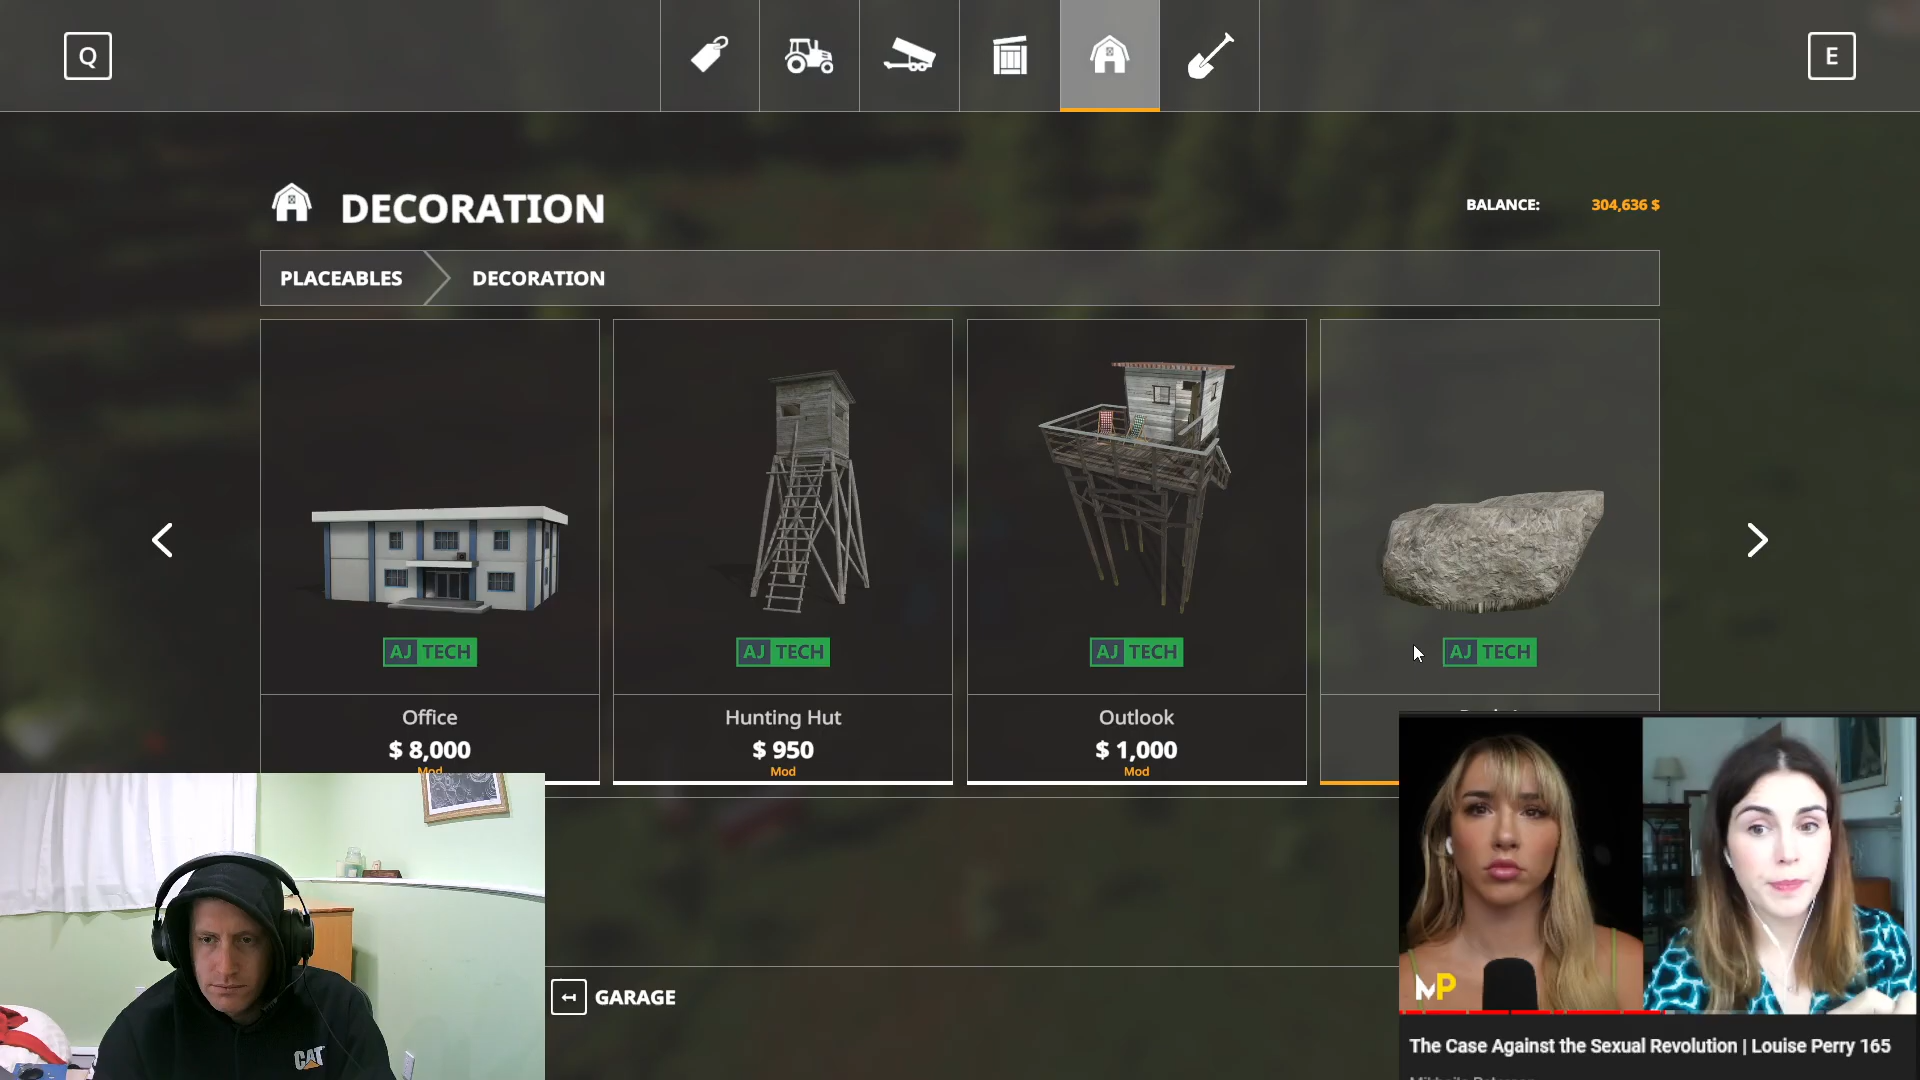 Q
E
DECORATION
BALANCE: 304,636 $
PLACEABLES DECORATION
AJ TECH
AJ TECH
AJ TECH
AJ TECH
Office
$ 8,000
Mod
Hunting Hut
$ 950
Mod
Outlook
$ 1,000
Mod
GARAGE
CAT
MP
The Case Against the Sexual Revolution | Louise Perry 165